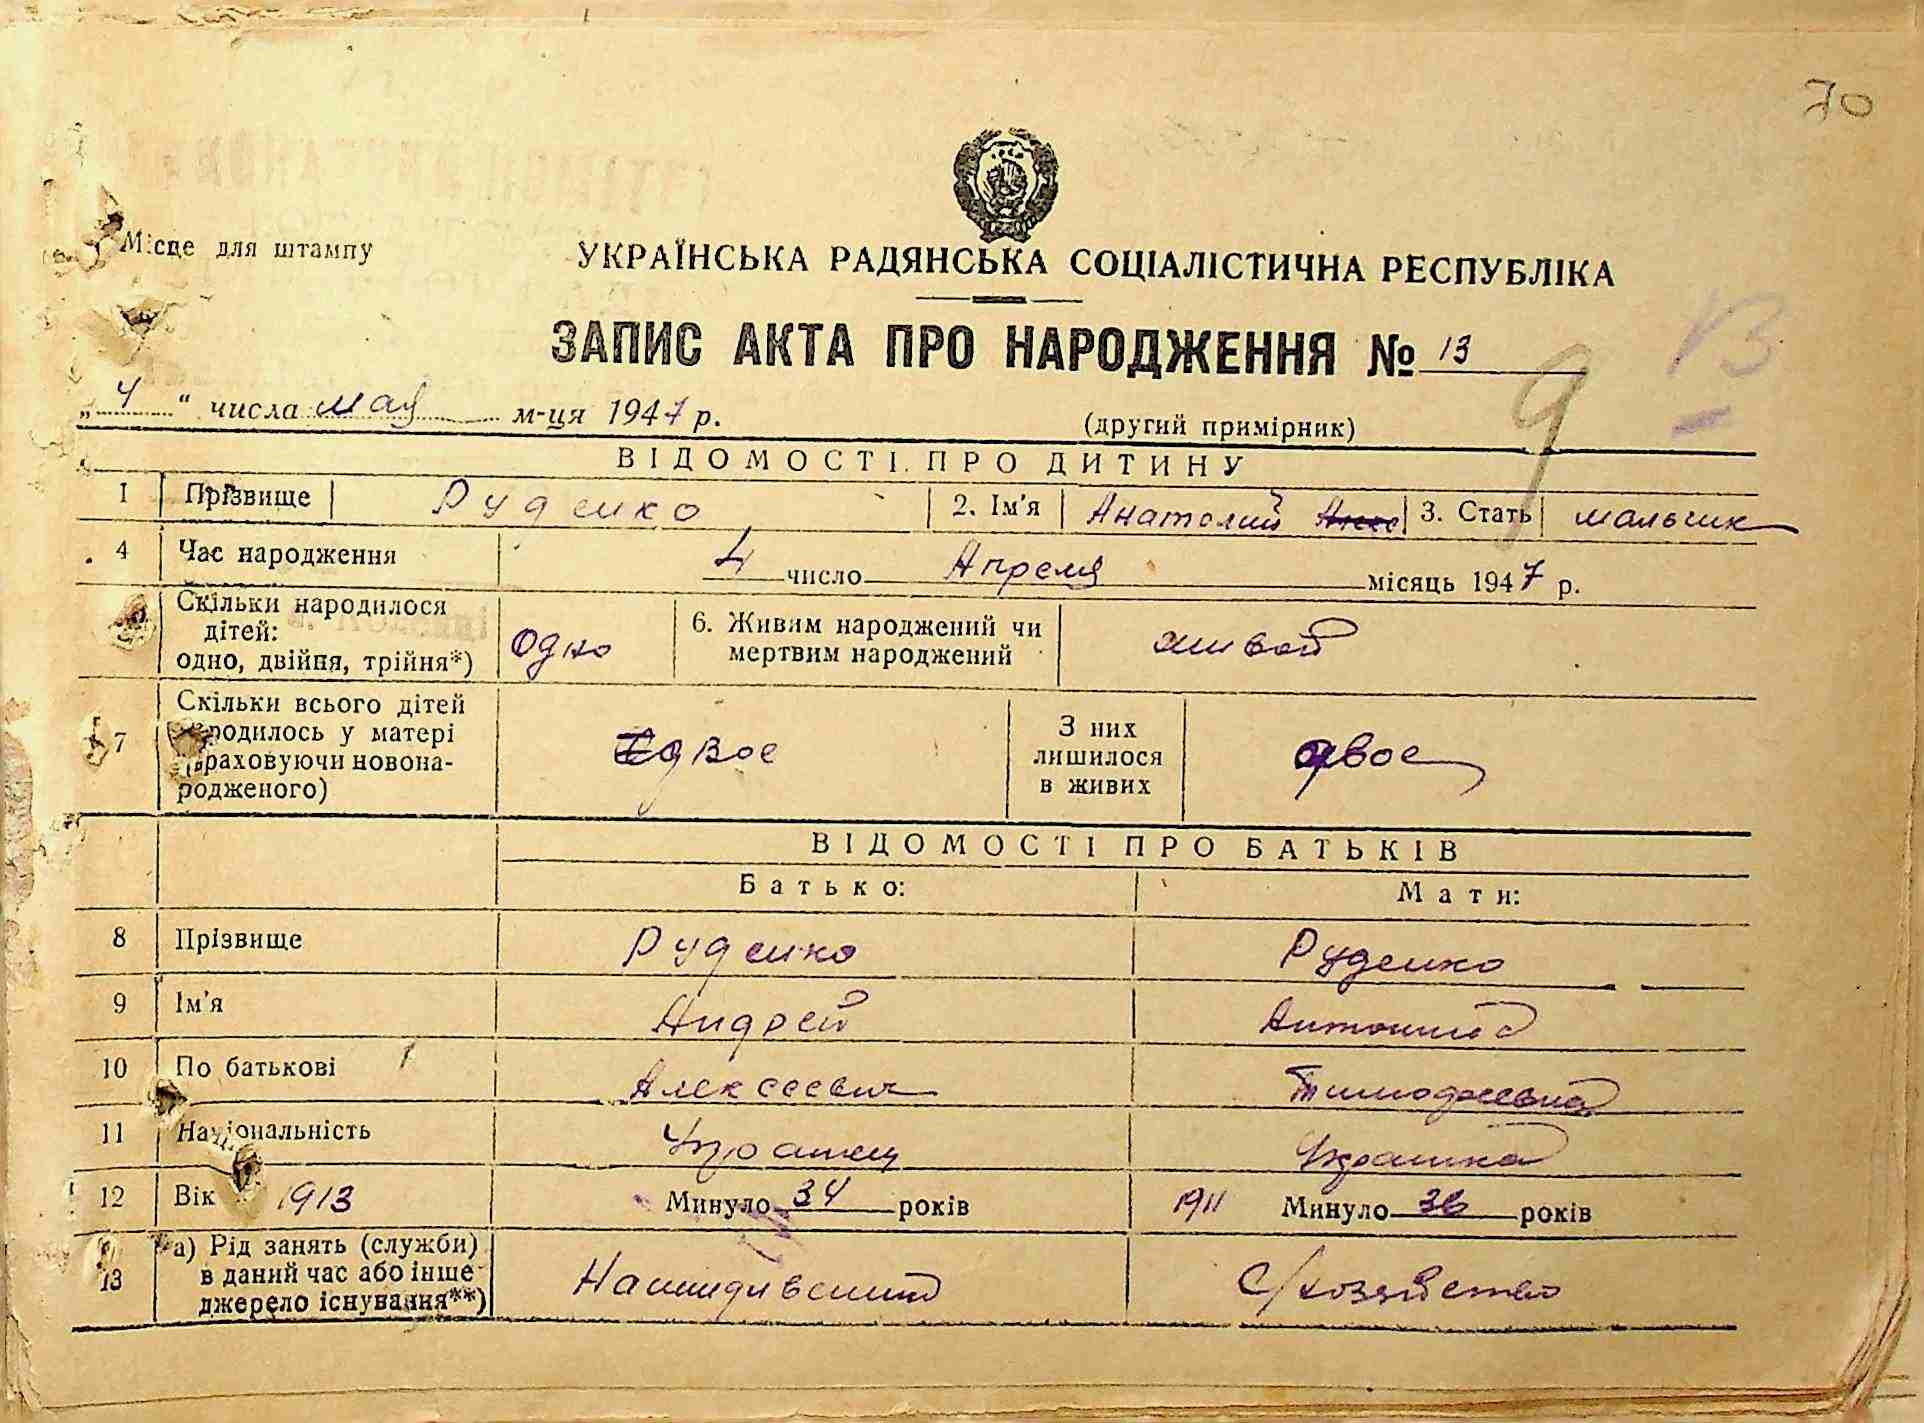 70
Місце для штампу
УКРАЇНСЬКА РАДЯНСЬКА СОЦІАЛІСТИЧНА РЕСПУБЛІКА
ЗАПИС АКТА ПРО НАРОДЖЕННЯ № 13
13
9
„ 4 “ числа мая м-ця 1947 р.
(другий примірник)
ВІДОМОСТІ ПРО ДИТИНУ
1 Прізвище Руденко 2. Ім'я Анатолий 3. Стать мальчик
4 Час народження 4 число Апреля місяць 1947 р.
Скільки народилося
дітей:
одно, двійня, трійня*)
Одно
6. Живим народжений чи
мертвим народжений
живой
7 Скільки всього дітей
народилось у матері
(враховуючи новона-
родженого)
двое
З них
лишилося
в живих
двое
ВІДОМОСТІ ПРО БАТЬКІВ
Батько: Мати:
8 Прізвище Руденко Руденко
9 Ім'я Андрей Антонина
10 По батькові Алексеевич Тимофеевна
11 Національність Украинец Украинка
12 Вік 1913 Минуло 34 років 1911 Минуло 36 років
13 а) Рід занять (служби)
в даний час або інше
джерело існування**)
С/хозяйство